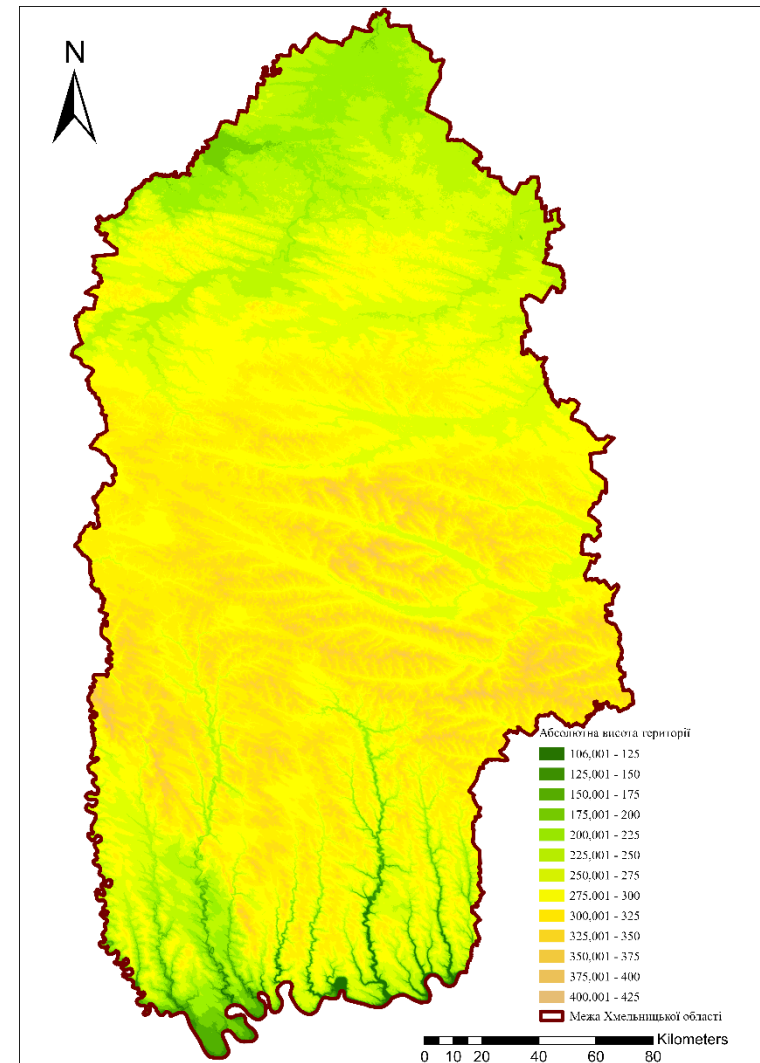 N
Абсолютна висота території
106,001 - 125
125,001 - 150
150,001 - 175
175,001 - 200
200,001 - 225
225,001 - 250
250,001 - 275
275,001 - 300
300,001 - 325
325,001 - 350
350,001 - 375
375,001 - 400
400,001 - 425
Межа Хмельницької області
Kilometers
0 10 20 40 60 80